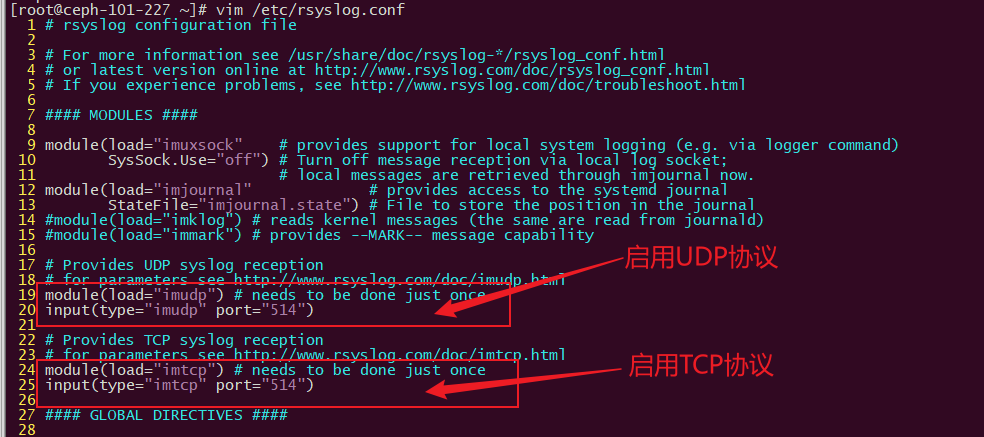 [root@ceph-101-227 ~]# vim /etc/rsyslog.conf
1 # rsyslog configuration file
2
3 # For more information see /usr/share/doc/rsyslog-*/rsyslog_conf.html
4 # or latest version online at http://www.rsyslog.com/doc/rsyslog_conf.html
5 # If you experience problems, see http://www.rsyslog.com/doc/troubleshoot.html
6
7 #### MODULES ####
8
9 module(load="imuxsock"    # provides support for local system logging (e.g. via logger command)
10        SysSock.Use="off") # Turn off message reception via local log socket;
11                           # local messages are retrieved through imjournal now.
12 module(load="imjournal"             # provides access to the systemd journal
13        StateFile="imjournal.state") # File to store the position in the journal
14 #module(load="imklog") # reads kernel messages (the same are read from journald)
15 #module(load="immark") # provides --MARK-- message capability
16
17 # Provides UDP syslog reception
启用UDP协议
18 # for parameters see http://www.rsyslog.com/doc/imudp.html
19 module(load="imudp") # needs to be done just once
20 input(type="imudp" port="514")
21
22 # Provides TCP syslog reception
23 # for parameters see http://www.rsyslog.com/doc/imtcp.html
24 module(load="imtcp") # needs to be done just once
启用TCP协议
25 input(type="imtcp" port="514")
26
27 #### GLOBAL DIRECTIVES ####
28